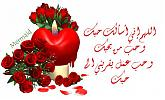 اللهم إني أسألك حبك
وحب من يحبك
وحب عمل يقربني إلى
حبك